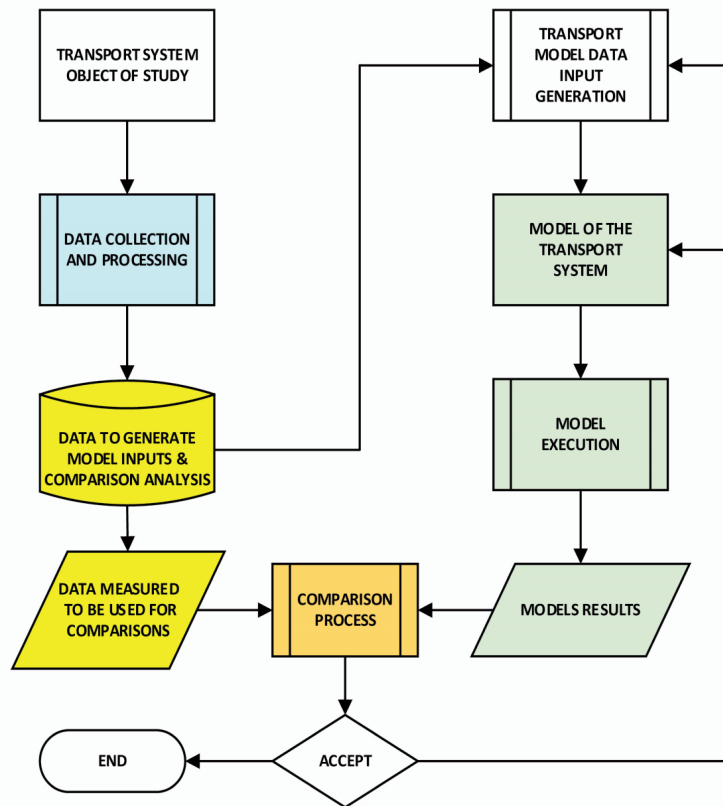 TRANSPORT SYSTEM
OBJECT OF STUDY
TRANSPORT
MODEL DATA
INPUT
GENERATION
DATA COLLECTION
AND PROCESSING
MODEL OF THE
TRANSPORT
SYSTEM
DATA TO GENERATE
MODEL INPUTS &
COMPARISON ANALYSIS
MODEL
EXECUTION
DATA MEASURED
TO BE USED FOR
COMPARISONS
COMPARISON
PROCESS
MODELS RESULTS
END
ACCEPT